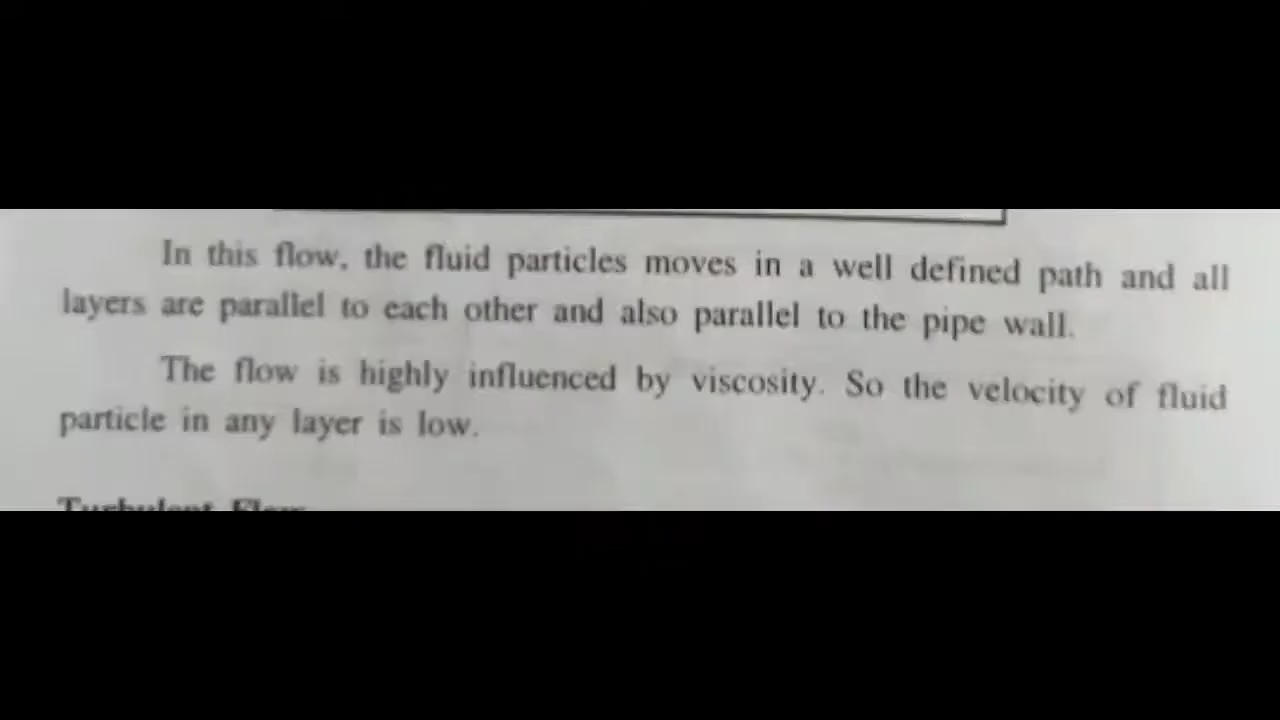 In this flow, the fluid particles moves in a well defined path and all
layers are parallel to each other and also parallel to the pipe wall.
The flow is highly influenced by viscosity. So the velocity of fluid
particle in any layer is low.
Turbulent Flow